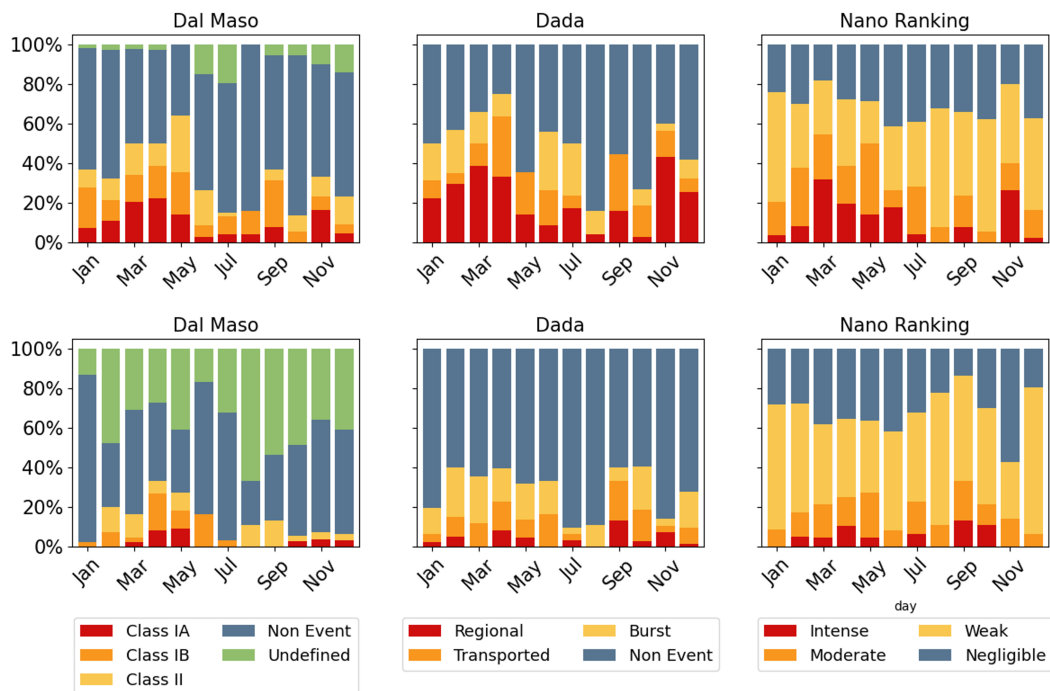 Dal Maso Dada Nano Ranking
100%
80%
60%
40%
20%
0%
Jan Mar May Jul Sep Nov Jan Mar May Jul Sep Nov Jan Mar May Jul Sep Nov
Dal Maso Dada Nano Ranking
100%
80%
60%
40%
20%
0%
Jan Mar May Jul Sep Nov Jan Mar May Jul Sep Nov Jan Mar May Jul Sep Nov
day
Class IA Non Event Regional Burst Intense Weak
Class IB Undefined Transported Non Event Moderate Negligible
Class II